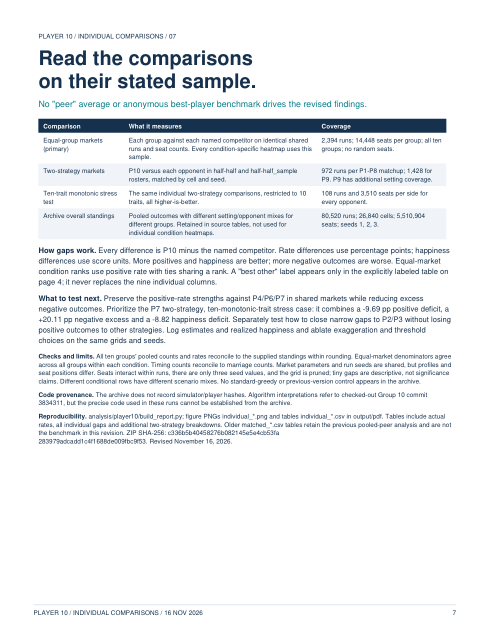 PLAYER 10 / INDIVIDUAL COMPARISONS / 07
Read the comparisons
on their stated sample.
No "peer" average or anonymous best-player benchmark drives the revised findings.
Comparison What it measures Coverage
Equal-group markets (primary) Each group against each named competitor on identical shared runs and seat counts. Every condition-specific heatmap uses this sample. 2,394 runs; 14,448 seats per group; all ten groups; no random seats.
Two-strategy markets P10 versus each opponent in half-half and half-half_sample rosters, matched by cell and seed. 972 runs per P1-P8 matchup; 1,428 for P9. P9 has additional setting coverage.
Ten-trait monotonic stress test The same individual two-strategy comparisons, restricted to 10 traits, all higher-is-better. 108 runs and 3,510 seats per side for every opponent.
Archive overall standings Pooled outcomes with different setting/opponent mixes for different groups. Retained in source tables, not used for individual condition heatmaps. 80,520 runs; 26,840 cells; 5,510,904 seats; seeds 1, 2, 3.
How gaps work. Every difference is P10 minus the named competitor. Rate differences use percentage points; happiness
differences use score units. More positives and happiness are better; more negative outcomes are worse. Equal-market
condition ranks use positive rate with ties sharing a rank. A "best other" label appears only in the explicitly labeled table on
page 4; it never replaces the nine individual columns.
What to test next. Preserve the positive-rate strengths against P4/P6/P7 in shared markets while reducing excess
negative outcomes. Prioritize the P7 two-strategy, ten-monotonic-trait stress case: it combines a -9.69 pp positive deficit, a
+20.11 pp negative excess and a -8.82 happiness deficit. Separately test how to close narrow gaps to P2/P3 without losing
positive outcomes to other strategies. Log estimates and realized happiness and ablate exaggeration and threshold
choices on the same grids and seeds.
Checks and limits. All ten groups' pooled counts and rates reconcile to the supplied standings within rounding. Equal-market denominators agree
across all groups within each condition. Timing counts reconcile to marriage counts. Market parameters and run seeds are shared, but profiles and
seat positions differ. Seats interact within runs, there are only three seed values, and the grid is pruned; tiny gaps are descriptive, not significance
claims. Different conditional rows have different scenario mixes. No standard-greedy or previous-version control appears in the archive.
Code provenance. The archive does not record simulator/player hashes. Algorithm interpretations refer to checked-out Group 10 commit
3834311, but the precise code used in these runs cannot be established from the archive.
Reproducibility. analysis/player10/build_report.py; figure PNGs individual_*.png and tables individual_*.csv in output/pdf. Tables include actual
rates, all individual gaps and additional two-strategy breakdowns. Older matched_*.csv tables retain the previous pooled-peer analysis and are not
the benchmark in this revision. ZIP SHA-256: c336b5b40458276b082145e5e4cb53fa
283979adcadd1c4f1688de009fbc9f53. Revised November 16, 2026.
PLAYER 10 / INDIVIDUAL COMPARISONS / 16 NOV 2026 7